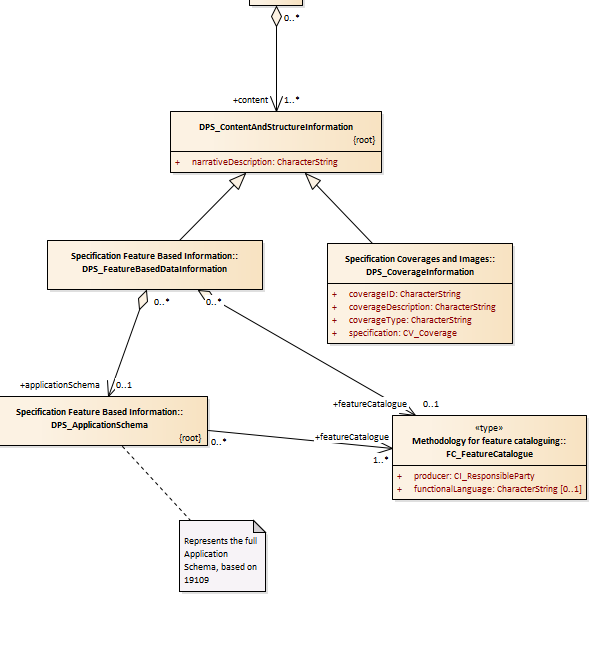 0..*
+content 1..*
DPS_ContentAndStructureInformation
{root}
+ narrativeDescription: CharacterString
Specification Feature Based Information::
DPS_FeatureBasedDataInformation
Specification Coverages and Images::
DPS_CoverageInformation
+ coverageID: CharacterString
+ coverageDescription: CharacterString
+ coverageType: CharacterString
+ specification: CV_Coverage
0..* 0..*
+applicationSchema 0..1
+featureCatalogue 0..1
Specification Feature Based Information::
DPS_ApplicationSchema
{root}
0..* +featureCatalogue
1..*
«type»
Methodology for feature cataloguing::
FC_FeatureCatalogue
+ producer: CI_ResponsibleParty
+ functionalLanguage: CharacterString [0..1]
Represents the full
Application
Schema, based on
19109